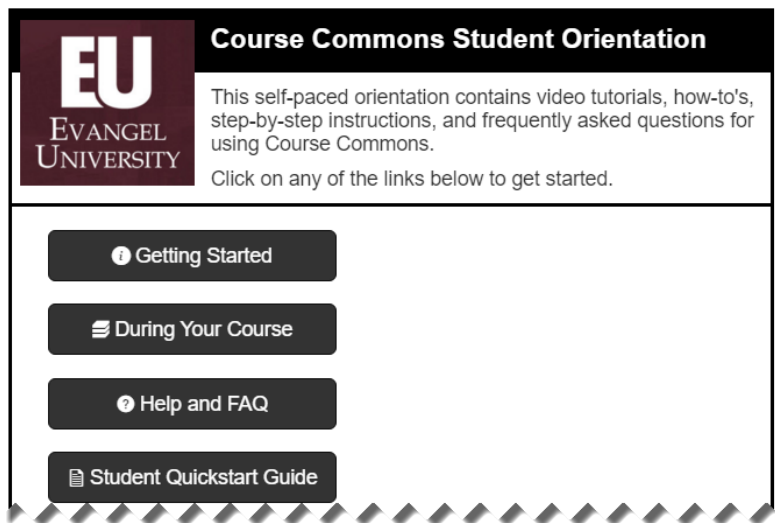 EU
EVANGEL
UNIVERSITY
Course Commons Student Orientation
This self-paced orientation contains video tutorials, how-to's,
step-by-step instructions, and frequently asked questions for
using Course Commons.
Click on any of the links below to get started.
Getting Started
During Your Course
Help and FAQ
Student Quickstart Guide